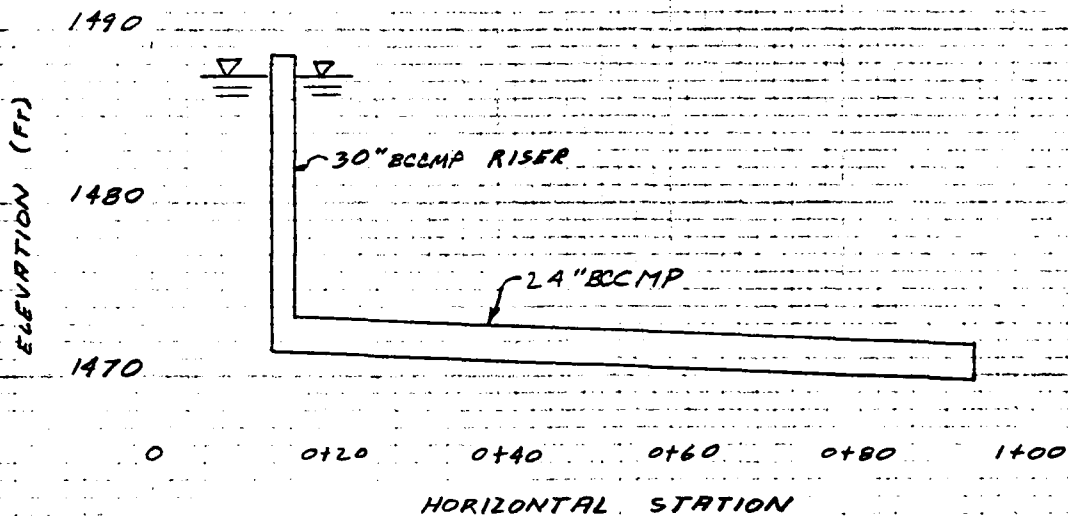 1490
ELEVATION (FT)
30" BCCMP RISER
1480
24" BCCMP
1470
0 0+20 0+40 0+60 0+80 1+00
HORIZONTAL STATION